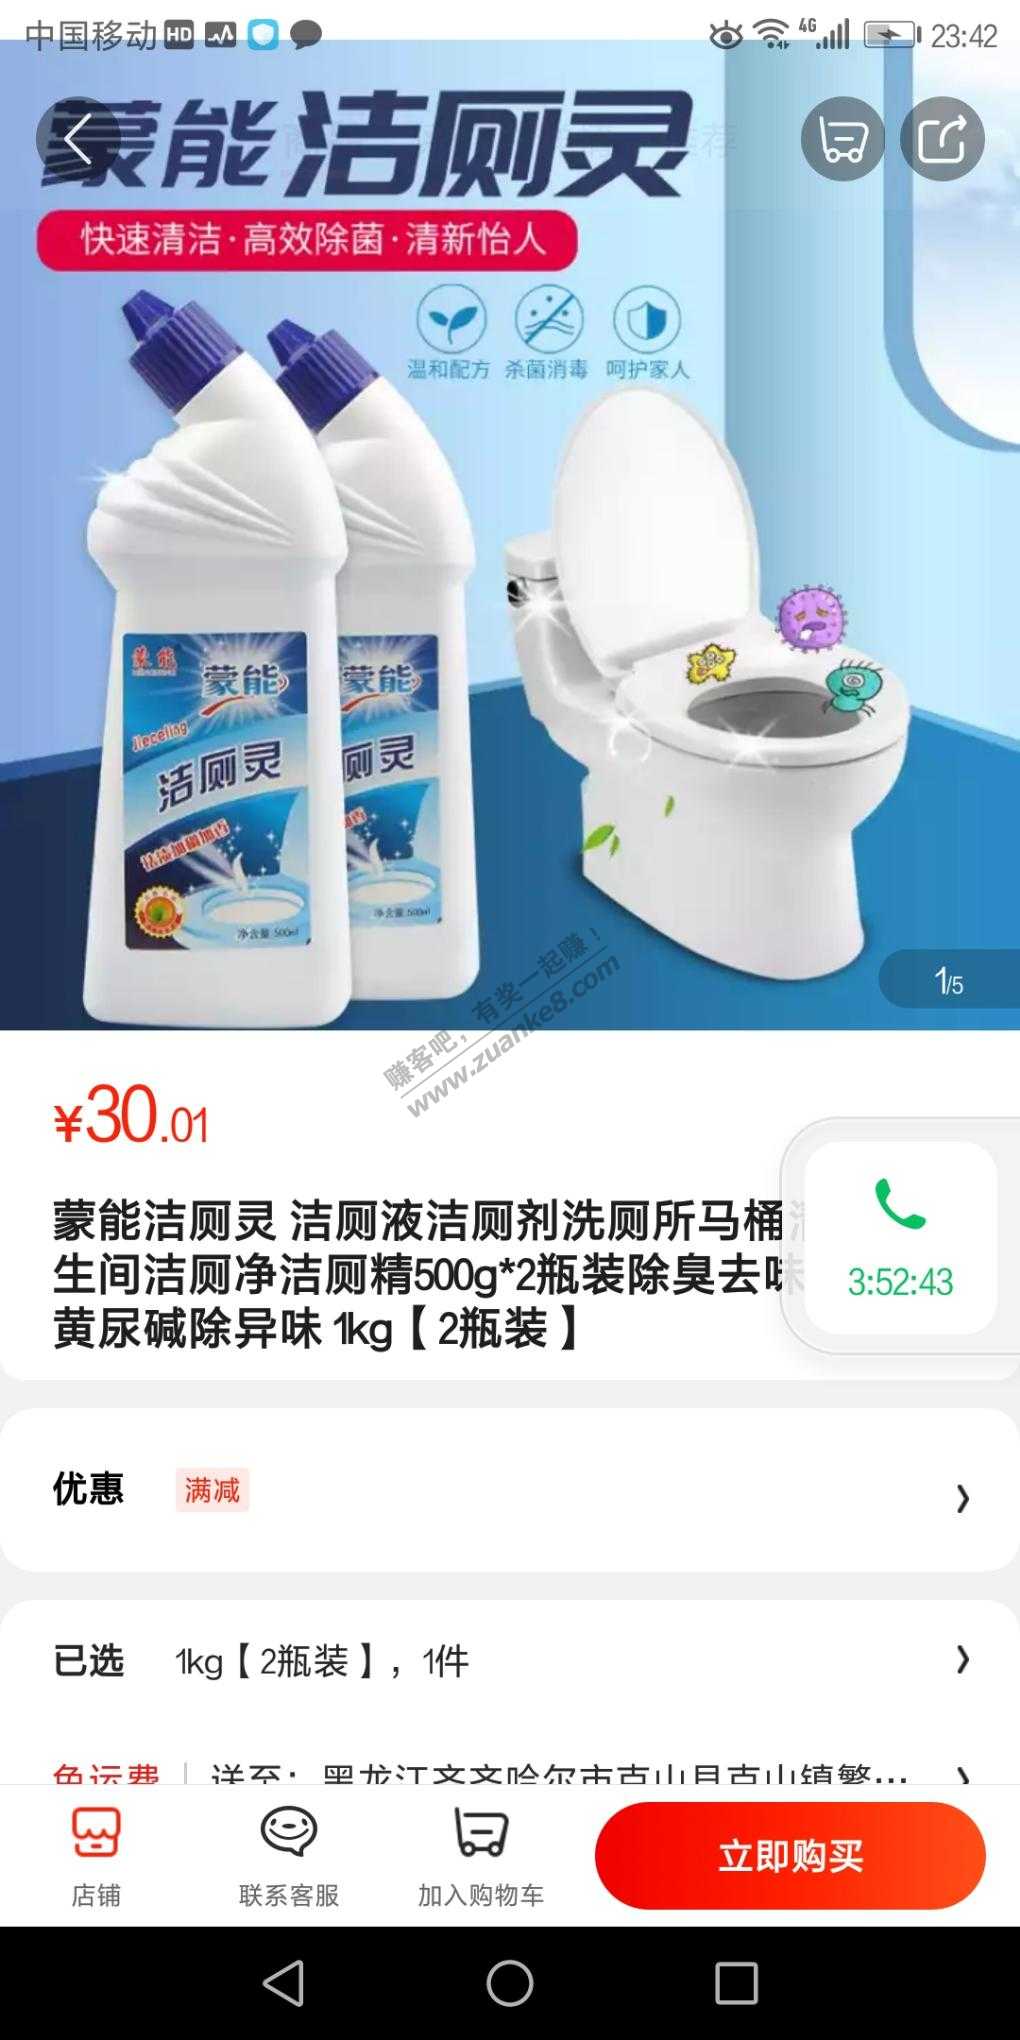 中国移动 HD 4G 23:42
蒙能洁厕灵
快速清洁·高效除菌·清新怡人
温和配方 杀菌消毒 呵护家人
蒙能
蒙能
Jieceling
洁厕灵
净含量 500ml
蒙能
厕灵
净含量 500ml
1/5
赚客吧，有奖一起赚！
www.zuanke8.com
¥30.01
蒙能洁厕灵 洁厕液洁厕剂洗厕所马桶
生间洁厕净洁厕精500g*2瓶装除臭去味
黄尿碱除异味 1kg【2瓶装】
3:52:43
优惠 满减
已选 1kg【2瓶装】，1件
免运费 送至：黑龙江齐齐哈尔市克山县克山镇繁...
店铺 联系客服 加入购物车 立即购买